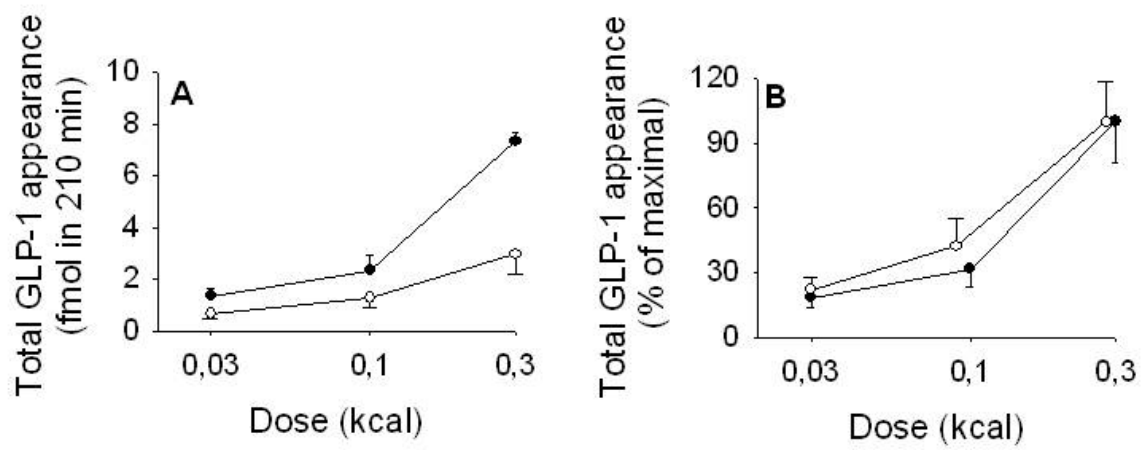 Total GLP-1 appearance
(fmol in 210 min)
10
8
6
4
2
0
A
0,03
0,1
0,3
Dose (kcal)
Total GLP-1 appearance
(% of maximal)
120
90
60
30
0
B
0,03
0,1
0,3
Dose (kcal)